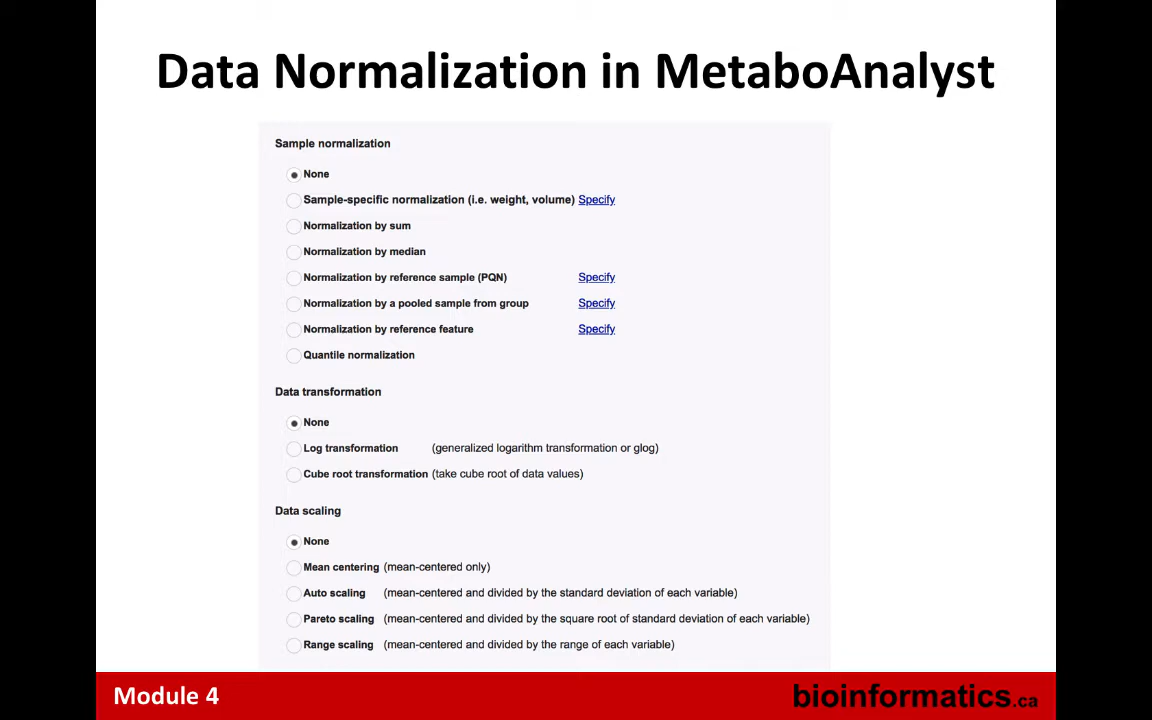 Data Normalization in MetaboAnalyst
Sample normalization
None
Sample-specific normalization (i.e. weight, volume) Specify
Normalization by sum
Normalization by median
Normalization by reference sample (PQN) Specify
Normalization by a pooled sample from group Specify
Normalization by reference feature Specify
Quantile normalization
Data transformation
None
Log transformation (generalized logarithm transformation or glog)
Cube root transformation (take cube root of data values)
Data scaling
None
Mean centering (mean-centered only)
Auto scaling (mean-centered and divided by the standard deviation of each variable)
Pareto scaling (mean-centered and divided by the square root of standard deviation of each variable)
Range scaling (mean-centered and divided by the range of each variable)
Module 4 bioinformatics.ca